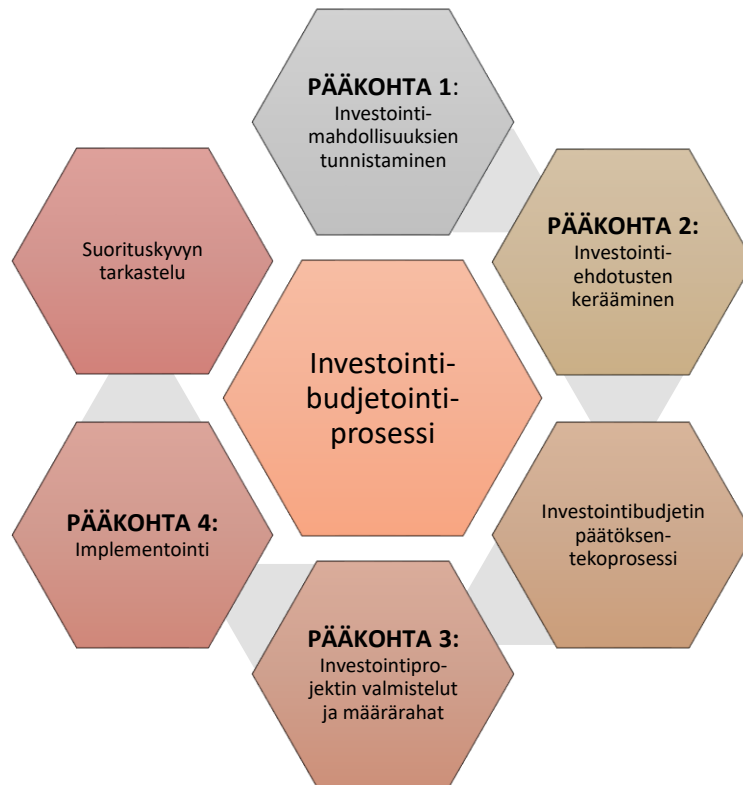 PÄÄKOHTA 1:
Investointi-
mahdollisuuksien
tunnistaminen
PÄÄKOHTA 2:
Investointi-
ehdotusten
kerääminen
Suorituskyvyn
tarkastelu
Investointi-
budjetointi-
prosessi
PÄÄKOHTA 4:
Implementointi
Investointibudjetin
päätöksen-
tekoprosessi
PÄÄKOHTA 3:
Investointipro-
jektin valmistelut
ja määrärahat